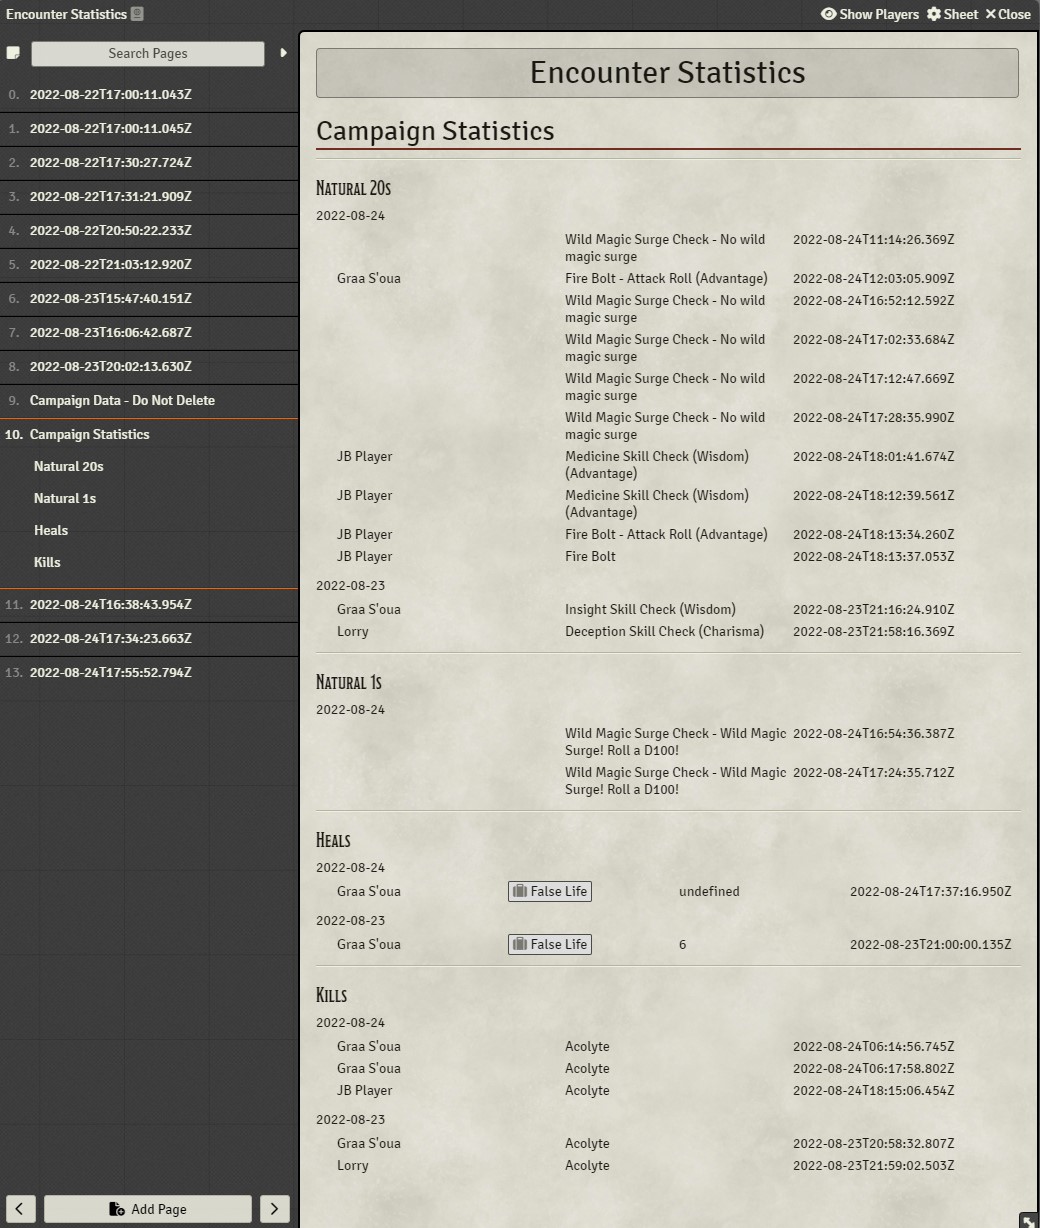 Encounter Statistics
Show Players Sheet Close
Search Pages
0. 2022-08-22T17:00:11.043Z
1. 2022-08-22T17:00:11.045Z
2. 2022-08-22T17:30:27.724Z
3. 2022-08-22T17:31:21.909Z
4. 2022-08-22T20:50:22.233Z
5. 2022-08-22T21:03:12.920Z
6. 2022-08-23T15:47:40.151Z
7. 2022-08-23T16:06:42.687Z
8. 2022-08-23T20:02:13.630Z
9. Campaign Data - Do Not Delete
10. Campaign Statistics
Natural 20s
Natural 1s
Heals
Kills
11. 2022-08-24T16:38:43.954Z
12. 2022-08-24T17:34:23.663Z
13. 2022-08-24T17:55:52.794Z
Add Page
Encounter Statistics
Campaign Statistics
Natural 20s
2022-08-24
Wild Magic Surge Check - No wild 2022-08-24T11:14:26.369Z
magic surge
Graa S'oua Fire Bolt - Attack Roll (Advantage) 2022-08-24T12:03:05.909Z
Wild Magic Surge Check - No wild 2022-08-24T16:52:12.592Z
magic surge
Wild Magic Surge Check - No wild 2022-08-24T17:02:33.684Z
magic surge
Wild Magic Surge Check - No wild 2022-08-24T17:12:47.669Z
magic surge
Wild Magic Surge Check - No wild 2022-08-24T17:28:35.990Z
magic surge
JB Player Medicine Skill Check (Wisdom) 2022-08-24T18:01:41.674Z
(Advantage)
JB Player Medicine Skill Check (Wisdom) 2022-08-24T18:12:39.561Z
(Advantage)
JB Player Fire Bolt - Attack Roll (Advantage) 2022-08-24T18:13:34.260Z
JB Player Fire Bolt 2022-08-24T18:13:37.053Z
2022-08-23
Graa S'oua Insight Skill Check (Wisdom) 2022-08-23T21:16:24.910Z
Lorry Deception Skill Check (Charisma) 2022-08-23T21:58:16.369Z
Natural 1s
2022-08-24
Wild Magic Surge Check - Wild Magic 2022-08-24T16:54:36.387Z
Surge! Roll a D100!
Wild Magic Surge Check - Wild Magic 2022-08-24T17:24:35.712Z
Surge! Roll a D100!
Heals
2022-08-24
Graa S'oua False Life undefined 2022-08-24T17:37:16.950Z
2022-08-23
Graa S'oua False Life 6 2022-08-23T21:00:00.135Z
Kills
2022-08-24
Graa S'oua Acolyte 2022-08-24T06:14:56.745Z
Graa S'oua Acolyte 2022-08-24T06:17:58.802Z
JB Player Acolyte 2022-08-24T18:15:06.454Z
2022-08-23
Graa S'oua Acolyte 2022-08-23T20:58:32.807Z
Lorry Acolyte 2022-08-23T21:59:02.503Z